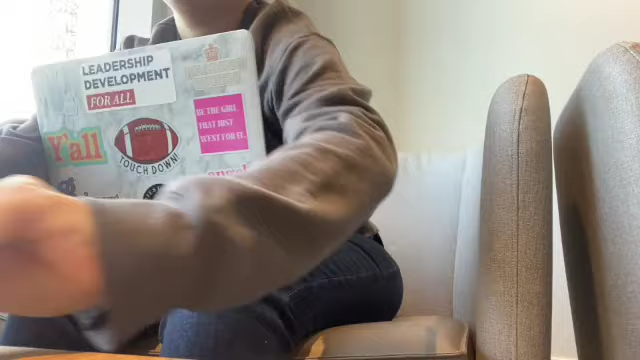 LEADERSHIP
DEVELOPMENT
FOR ALL
Y'all
TOUCH DOWN!
BE THE GIRL
THAT JUST
WENT FOR IT.